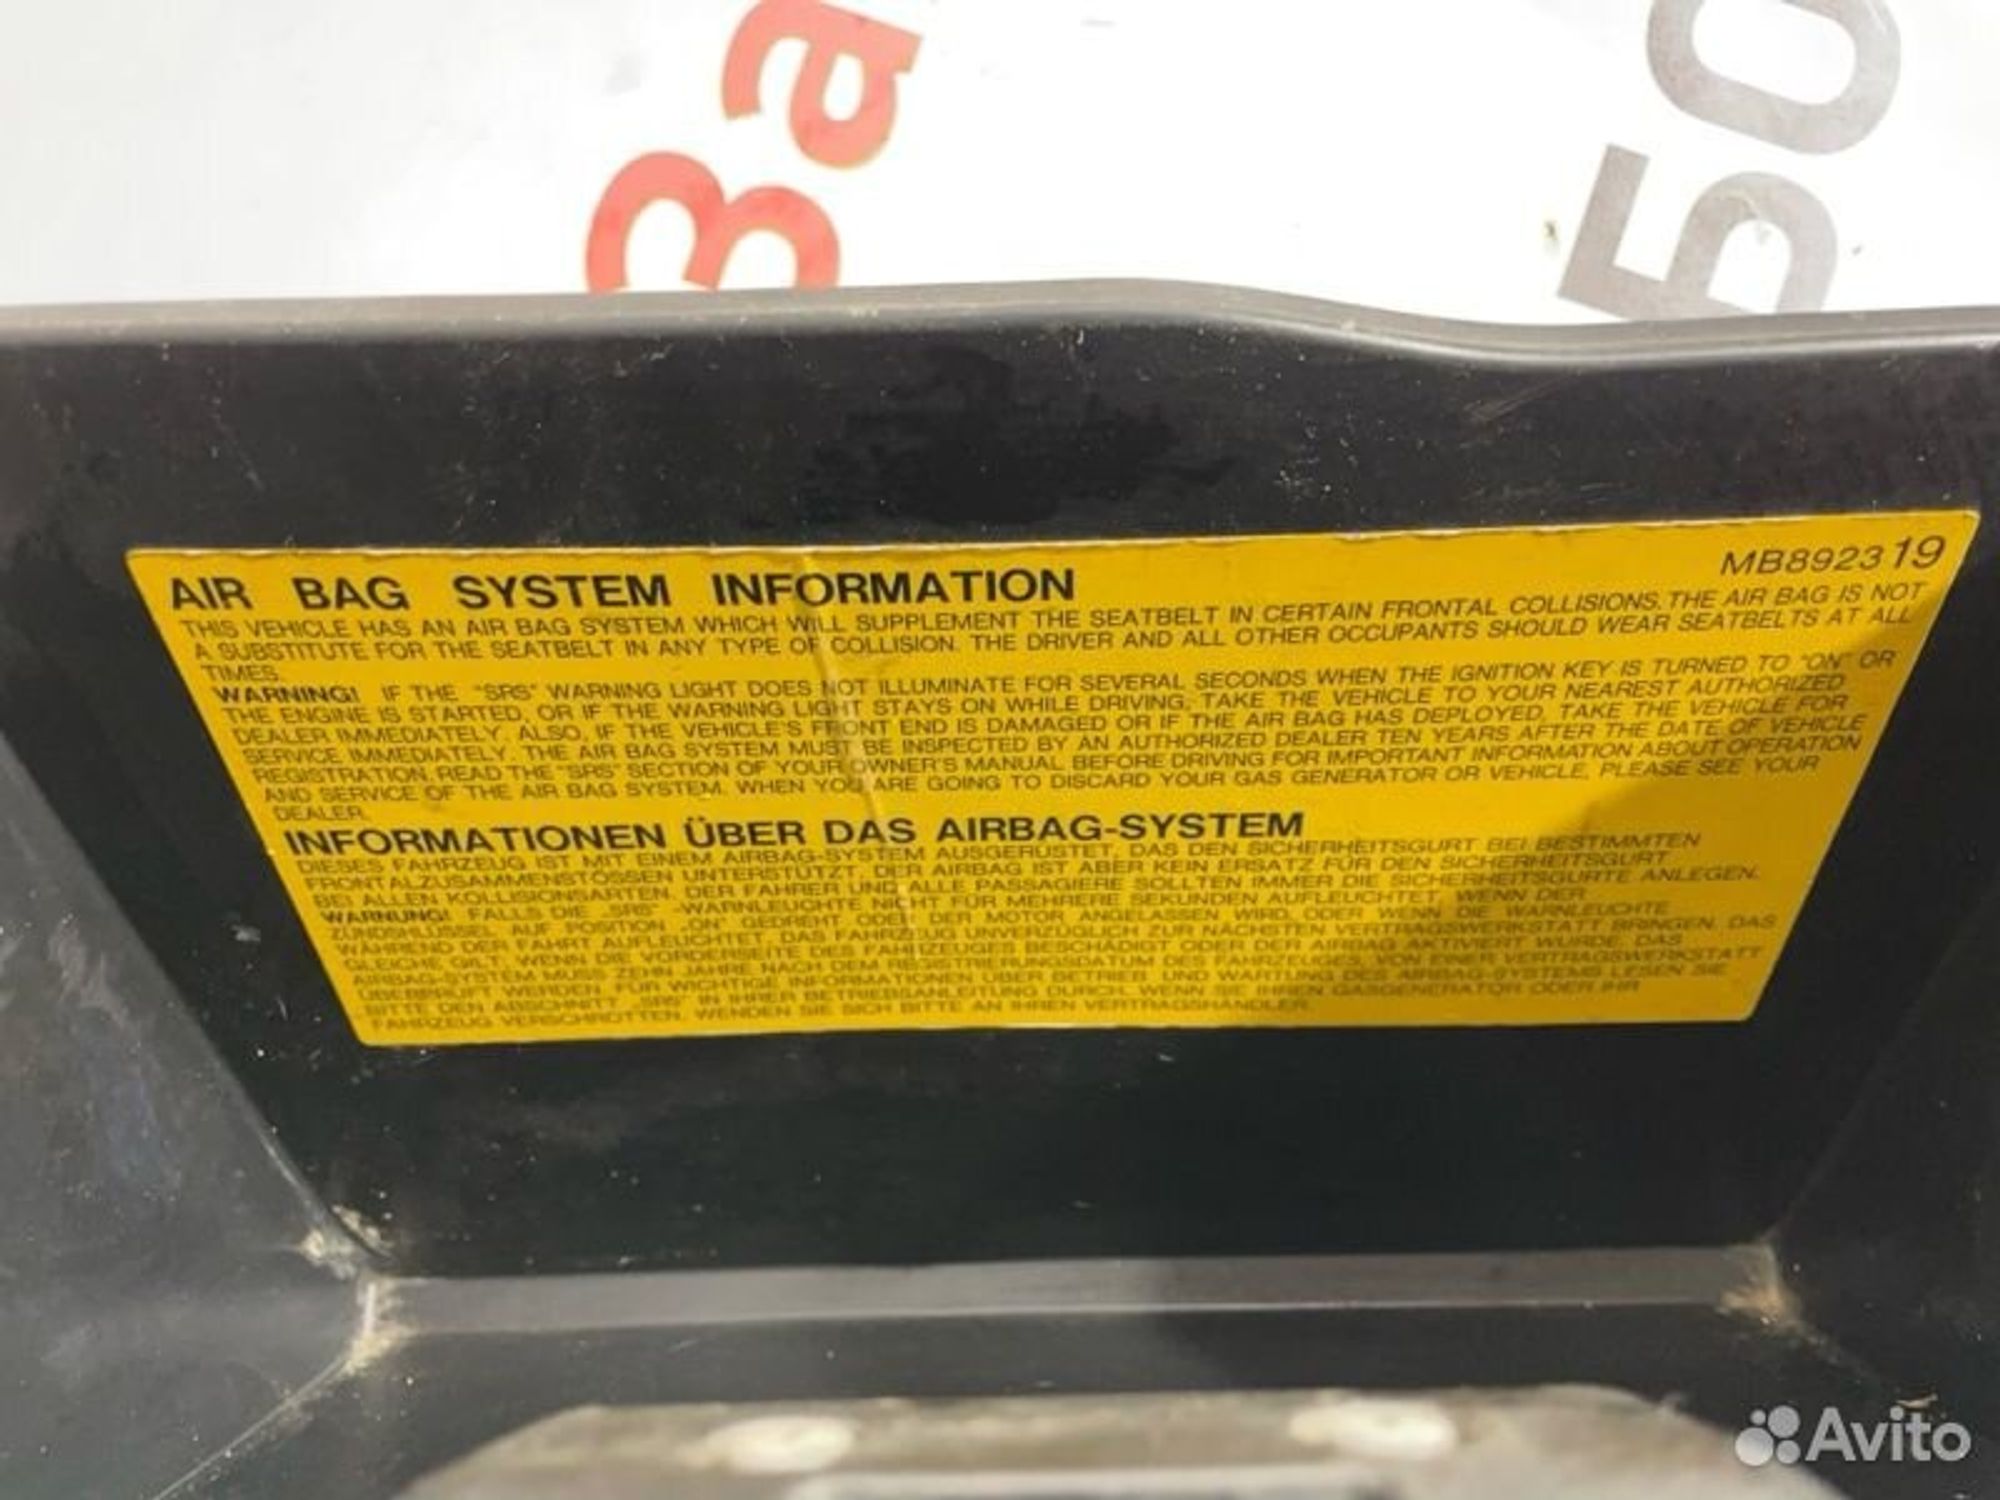 За
50
AIR BAG SYSTEM INFORMATION
MB892319
THIS VEHICLE HAS AN AIR BAG SYSTEM WHICH WILL SUPPLEMENT THE SEATBELT IN CERTAIN FRONTAL COLLISIONS. THE AIR BAG IS NOT
A SUBSTITUTE FOR THE SEATBELT IN ANY TYPE OF COLLISION. THE DRIVER AND ALL OTHER OCCUPANTS SHOULD WEAR SEATBELTS AT ALL
TIMES.
WARNING! IF THE "SRS" WARNING LIGHT DOES NOT ILLUMINATE FOR SEVERAL SECONDS WHEN THE IGNITION KEY IS TURNED TO "ON" OR
THE ENGINE IS STARTED, OR IF THE WARNING LIGHT STAYS ON WHILE DRIVING, TAKE THE VEHICLE TO YOUR NEAREST AUTHORIZED
DEALER IMMEDIATELY. ALSO, IF THE VEHICLE'S FRONT END IS DAMAGED OR IF THE AIR BAG HAS DEPLOYED, TAKE THE VEHICLE FOR
SERVICE IMMEDIATELY. THE AIR BAG SYSTEM MUST BE INSPECTED BY AN AUTHORIZED DEALER TEN YEARS AFTER THE DATE OF VEHICLE
REGISTRATION. READ THE "SRS" SECTION OF YOUR OWNER'S MANUAL BEFORE DRIVING FOR IMPORTANT INFORMATION ABOUT OPERATION
AND SERVICE OF THE AIR BAG SYSTEM. WHEN YOU ARE GOING TO DISCARD YOUR GAS GENERATOR OR VEHICLE, PLEASE SEE YOUR
DEALER.
INFORMATIONEN ÜBER DAS AIRBAG-SYSTEM
DIESES FAHRZEUG IST MIT EINEM AIRBAG-SYSTEM AUSGERÜSTET, DAS DEN SICHERHEITSGURT BEI BESTIMMTEN
FRONTALZUSAMMENSTÖSSEN UNTERSTÜTZT. DER AIRBAG IST ABER KEIN ERSATZ FÜR DEN SICHERHEITSGURT
BEI ALLEN KOLLISIONSARTEN. DER FAHRER UND ALLE PASSAGIERE SOLLTEN IMMER DIE SICHERHEITSGURTE ANLEGEN.
WARNUNG! FALLS DIE „SRS" -WARNLEUCHTE NICHT FÜR MEHRERE SEKUNDEN AUFLEUCHTET, WENN DER
ZÜNDSHLÜSSEL AUF POSITION „ON" GEDREHT ODER DER MOTOR ANGELASSEN WIRD, ODER WENN DIE WARNLEUCHTE
WÄHREND DER FAHRT AUFLEUCHTET, DAS FAHRZEUG UNVERZÜGLICH ZUR NÄCHSTEN VERTRAGSWERKSTATT BRINGEN. DAS
GLEICHE GILT, WENN DIE VORDERSEITE DES FAHRZEUGES BESCHÄDIGT ODER DER AIRBAG AKTIVIERT WURDE. DAS
AIRBAG-SYSTEM MUSS ZEHN JAHRE NACH DEM REGISTRIERUNGSDATUM DES FAHRZEUGES, VON EINER VERTRAGSWERKSTATT
ÜBERPRÜFT WERDEN. FÜR WICHTIGE INFORMATIONEN ÜBER BETRIEB UND WARTUNG DES AIRBAG-SYSTEMS LESEN SIE
BITTE DEN ABSCHNITT „SRS" IN IHRER BETRIEBSANLEITUNG DURCH. WENN SIE IHREN GASGENERATOR ODER IHR
FAHRZEUG VERSCHROTTEN, WENDEN SIE SICH BITTE AN IHREN VERTRAGSHÄNDLER.
Avito